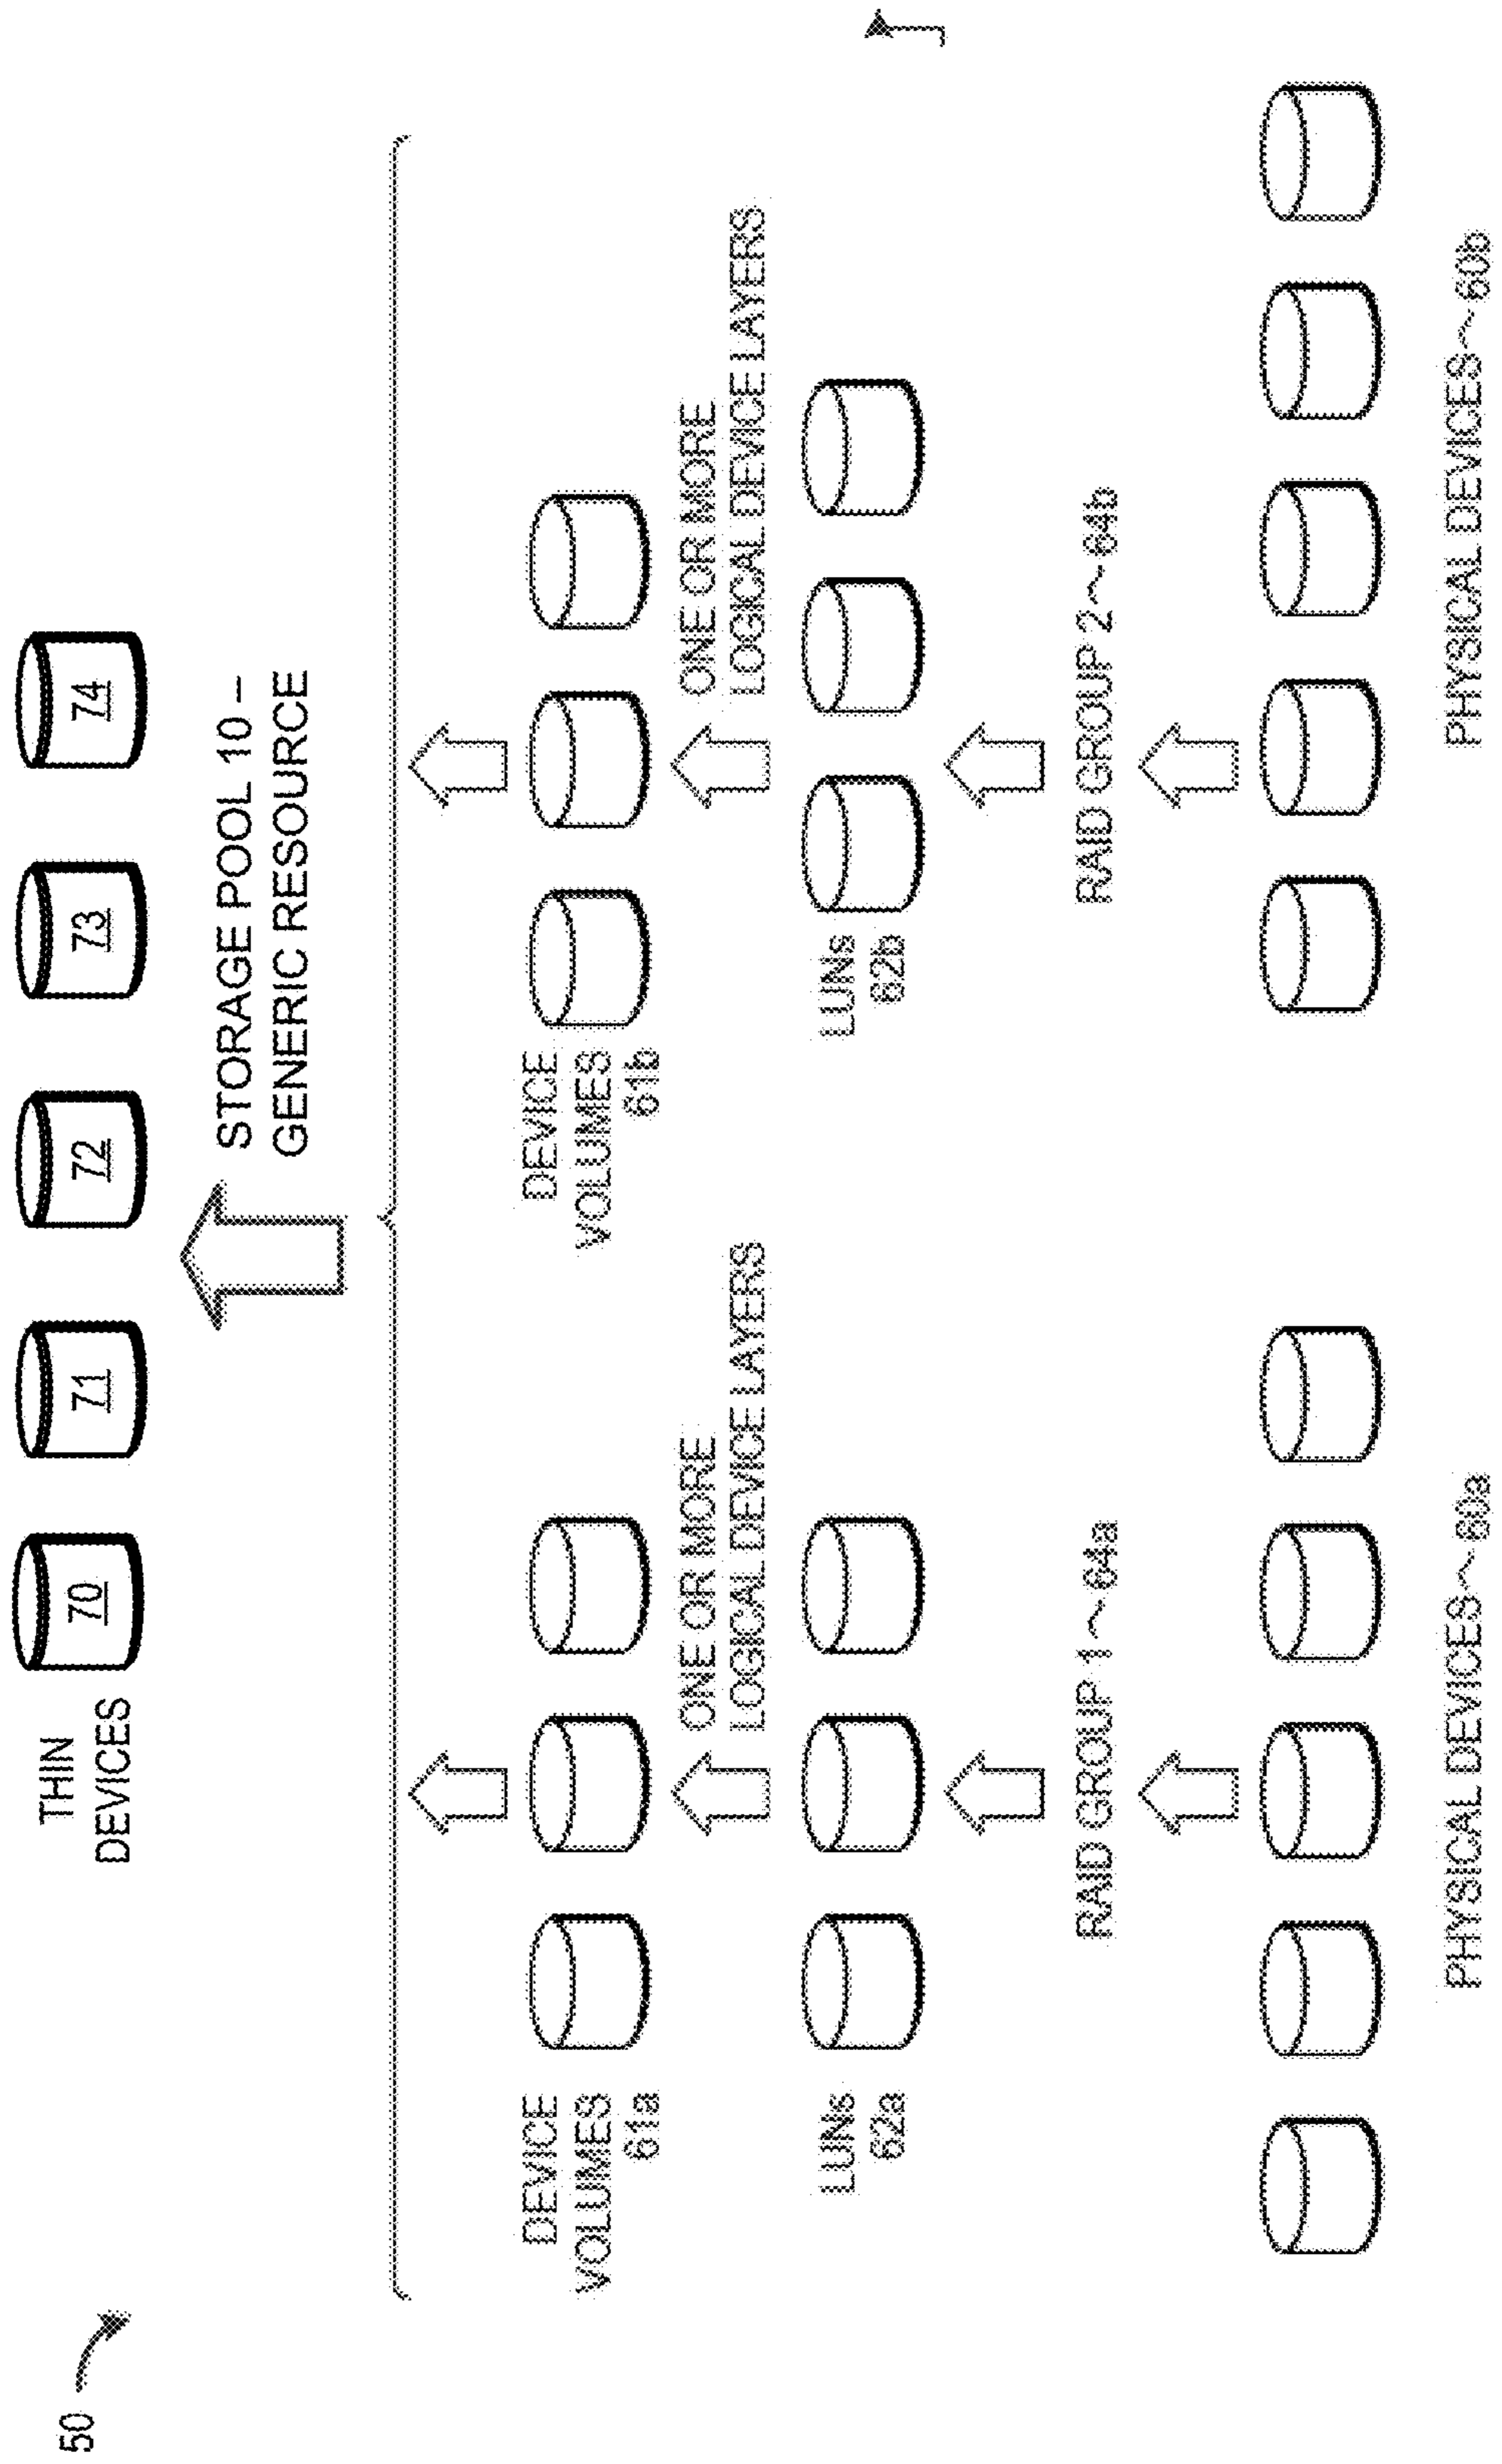 50
THIN
DEVICES
70
71
72
73
74
STORAGE POOL 10 –
GENERIC RESOURCE
DEVICE
VOLUMES
61a
DEVICE
VOLUMES
61b
ONE OR MORE
LOGICAL DEVICE LAYERS
ONE OR MORE
LOGICAL DEVICE LAYERS
LUNs
62a
LUNs
62b
RAID GROUP 1~64a
RAID GROUP 2~64b
PHYSICAL DEVICES~60a
PHYSICAL DEVICES~60b